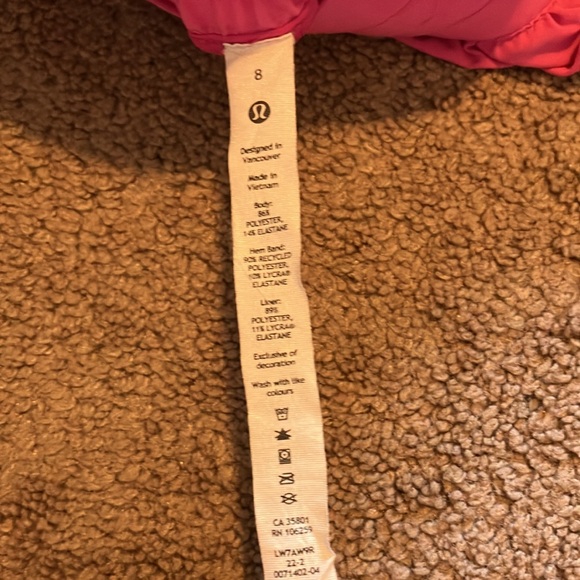 8
Designed in
Vancouver
Made in
Vietnam
Body:
86%
POLYESTER,
14% ELASTANE
Hem Band:
90% RECYCLED
POLYESTER,
10% LYCRA®
ELASTANE
Liner:
89%
POLYESTER,
11% LYCRA®
ELASTANE
Exclusive of
decoration
Wash with like
colours
CA 35801
RN 106259
LW7AW9R
22-2
0071402-04